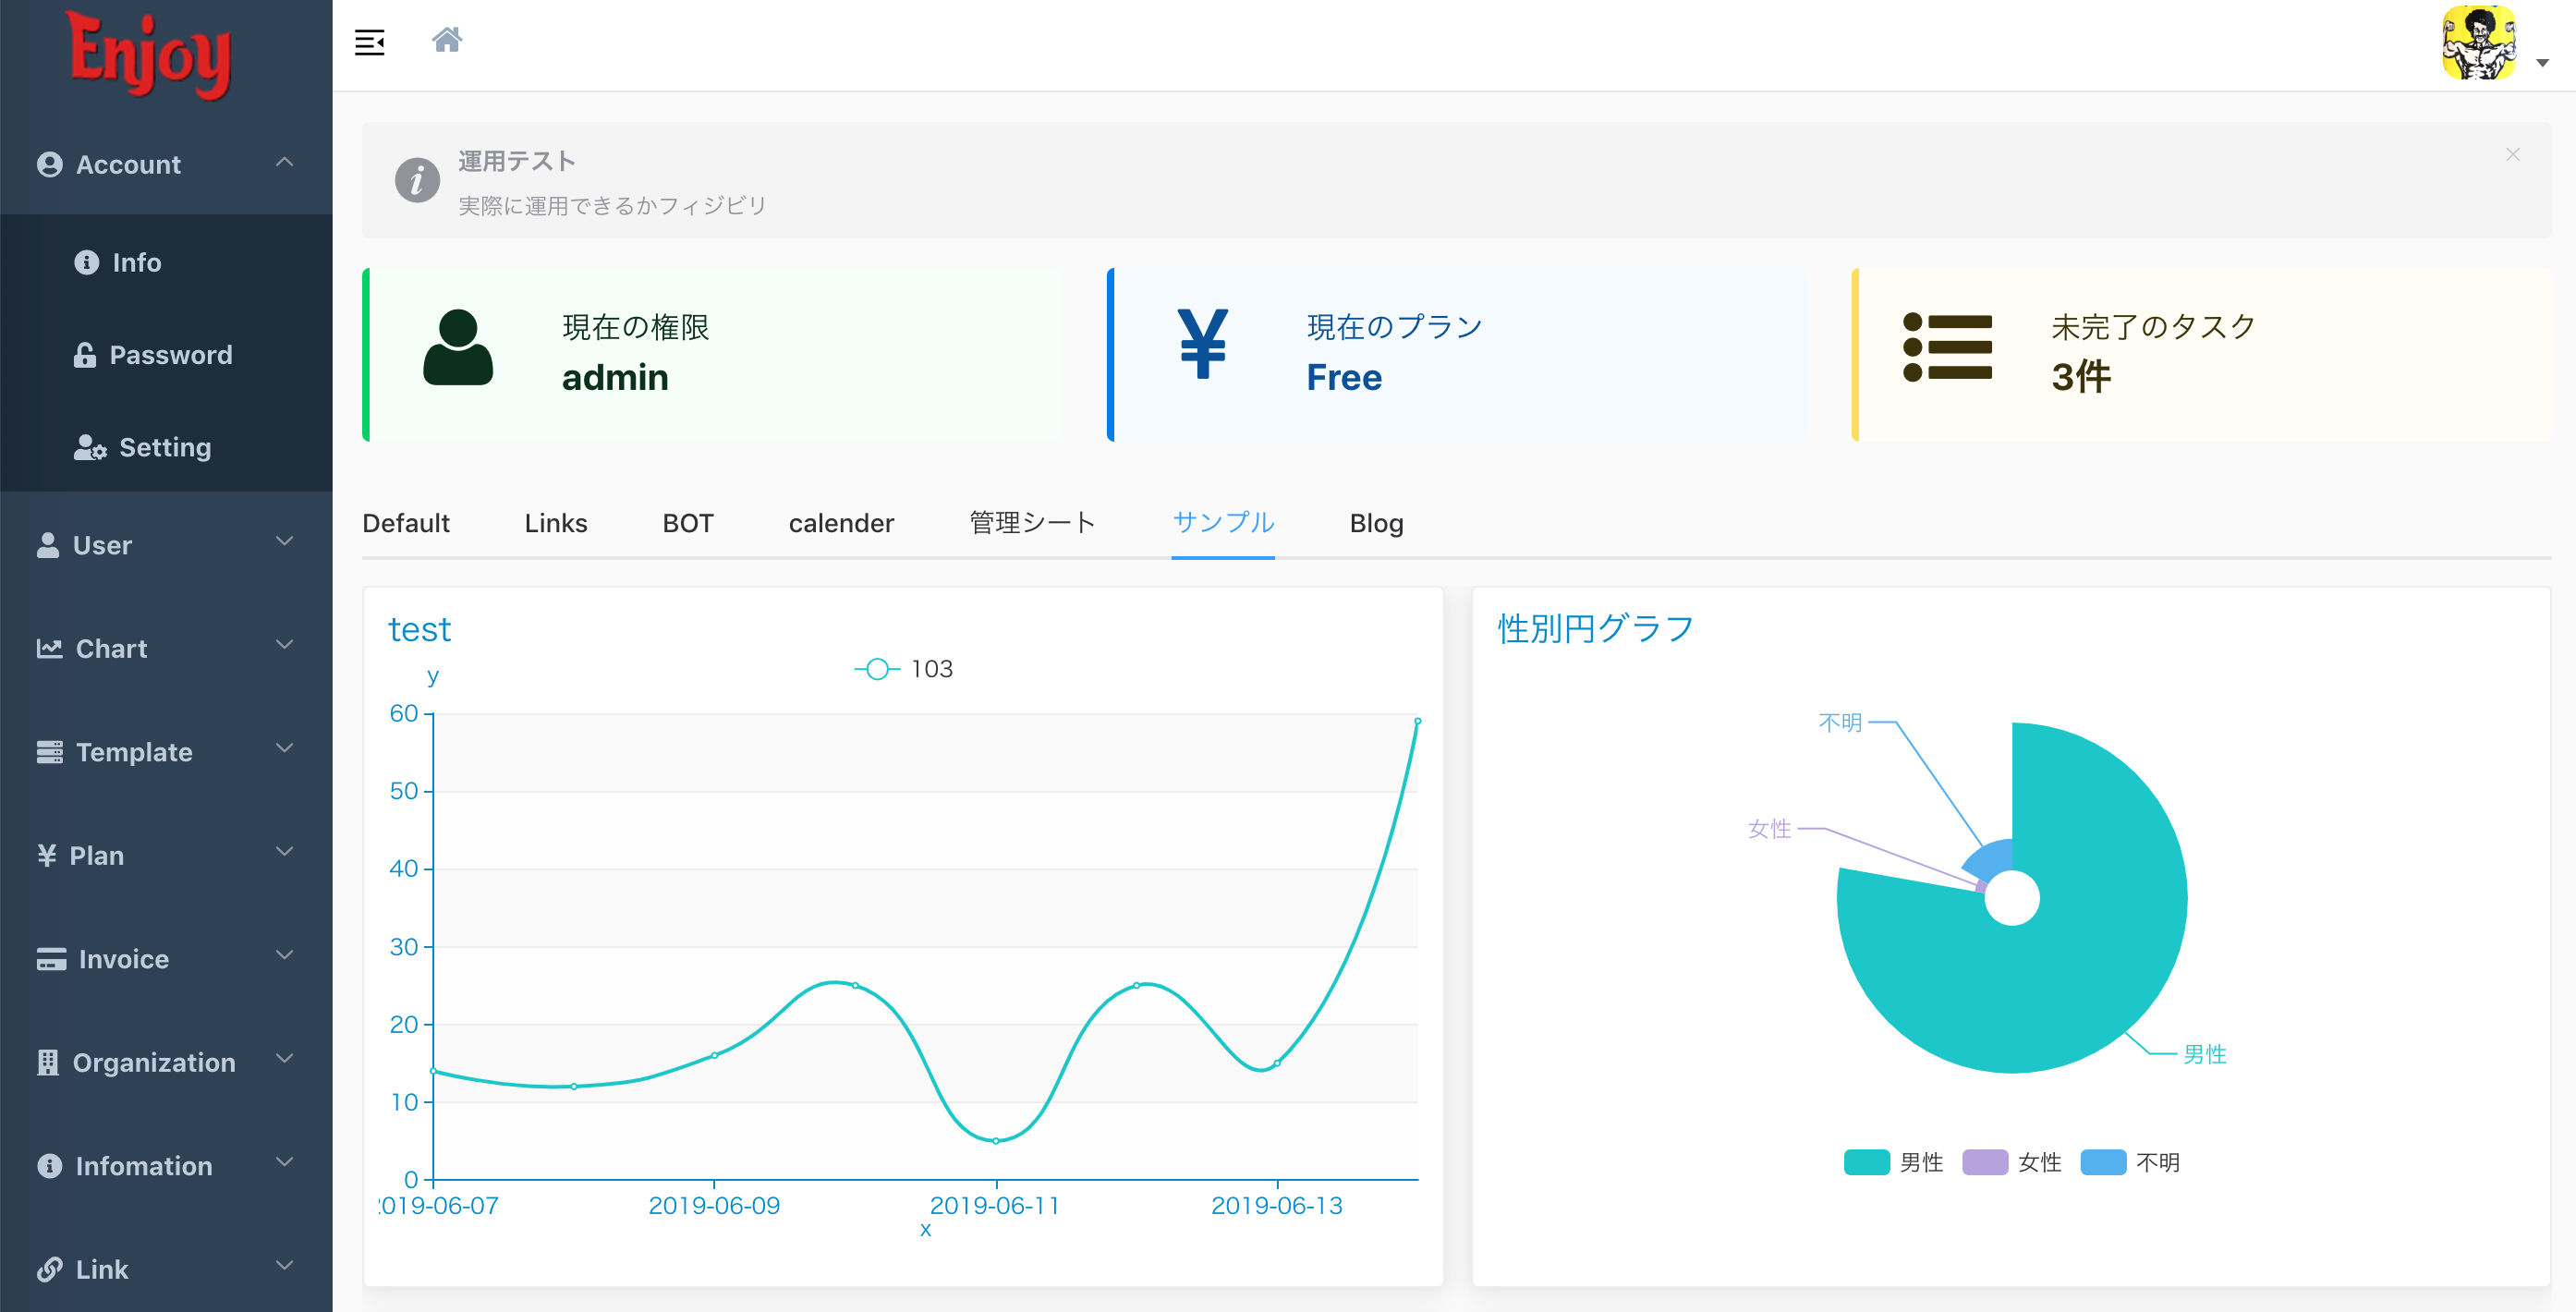 Enjoy
Account
Info
Password
Setting
User
Chart
Template
¥ Plan
Invoice
Organization
Infomation
Link
運用テスト
実際に運用できるかフィジビリ
現在の権限
admin
¥
現在のプラン
Free
未完了のタスク
3件
Default Links BOT calender 管理シート サンプル Blog
test
y
103
60
50
40
30
20
10
0
2019-06-07 2019-06-09 2019-06-11 2019-06-13
x
性別円グラフ
不明
女性
男性
男性 女性 不明